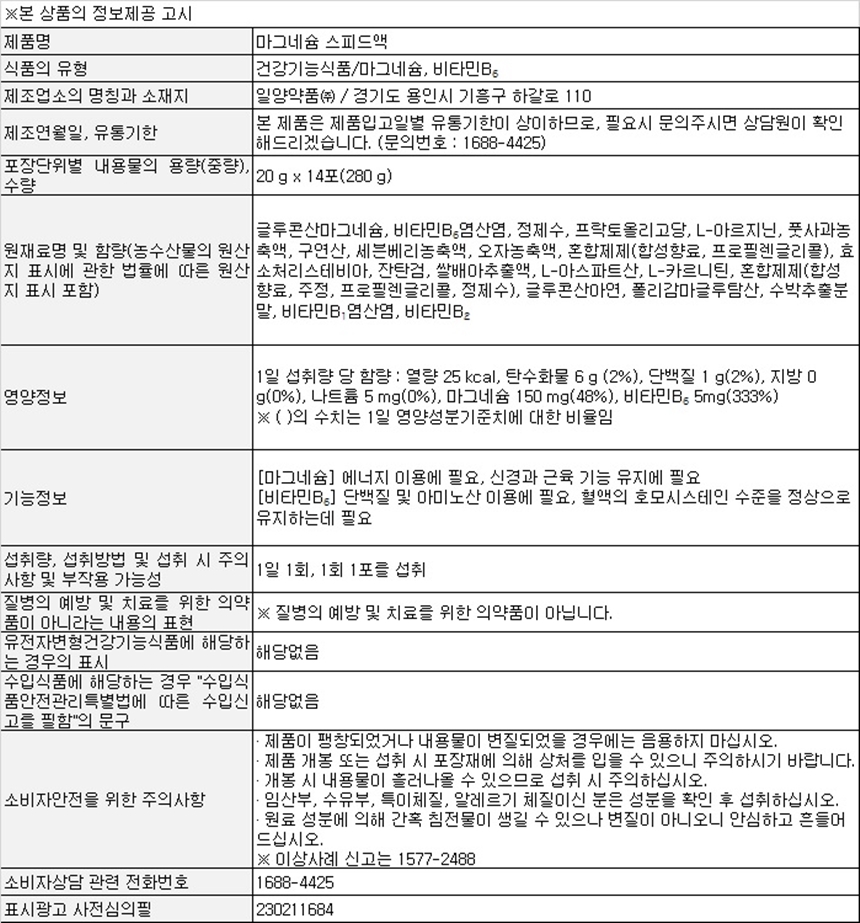 ※본 상품의 정보제공 고시
제품명
마그네슘 스피드액
식품의 유형
건강기능식품/마그네슘, 비타민B₆
제조업소의 명칭과 소재지
일양약품㈜ / 경기도 용인시 기흥구 하갈로 110
제조연월일, 유통기한
본 제품은 제품입고일별 유통기한이 상이하므로, 필요시 문의주시면 상담원이 확인
해드리겠습니다. (문의번호 : 1688-4425)
포장단위별 내용물의 용량(중량),
수량
20 g x 14포(280 g)
원재료명 및 함량(농수산물의 원산
지 표시에 관한 법률에 따른 원산
지 표시 포함)
글루콘산마그네슘, 비타민B₆염산염, 정제수, 프락토올리고당, L-아르지닌, 풋사과농
축액, 구연산, 세븐베리농축액, 오자농축액, 혼합제제(합성향료, 프로필렌글리콜), 효
소처리스테비아, 잔탄검, 쌀배아추출액, L-아스파트산, L-카르니틴, 혼합제제(합성
향료, 주정, 프로필렌글리콜, 정제수), 글루콘산아연, 폴리감마글루탐산, 수박추출분
말, 비타민B₁염산염, 비타민B₂
영양정보
1일 섭취량 당 함량 : 열량 25 kcal, 탄수화물 6 g (2%), 단백질 1 g(2%), 지방 0
g(0%), 나트륨 5 mg(0%), 마그네슘 150 mg(48%), 비타민B₆ 5mg(333%)
※ ( )의 수치는 1일 영양성분기준치에 대한 비율임
기능정보
[마그네슘] 에너지 이용에 필요, 신경과 근육 기능 유지에 필요
[비타민B₆] 단백질 및 아미노산 이용에 필요, 혈액의 호모시스테인 수준을 정상으로
유지하는데 필요
섭취량, 섭취방법 및 섭취 시 주의
사항 및 부작용 가능성
1일 1회, 1회 1포를 섭취
질병의 예방 및 치료를 위한 의약
품이 아니라는 내용의 표현
※ 질병의 예방 및 치료를 위한 의약품이 아닙니다.
유전자변형건강기능식품에 해당하
는 경우의 표시
해당없음
수입식품에 해당하는 경우 "수입식
품안전관리특별법에 따른 수입신
고를 필함"의 문구
해당없음
소비자안전을 위한 주의사항
· 제품이 팽창되었거나 내용물이 변질되었을 경우에는 음용하지 마십시오.
· 제품 개봉 또는 섭취 시 포장재에 의해 상처를 입을 수 있으니 주의하시기 바랍니다.
· 개봉 시 내용물이 흘러나올 수 있으므로 섭취 시 주의하십시오.
· 임산부, 수유부, 특이체질, 알레르기 체질이신 분은 성분을 확인 후 섭취하십시오.
· 원료 성분에 의해 간혹 침전물이 생길 수 있으나 변질이 아니오니 안심하고 흔들어
드십시오.
※ 이상사례 신고는 1577-2488
소비자상담 관련 전화번호
1688-4425
표시광고 사전심의필
230211684